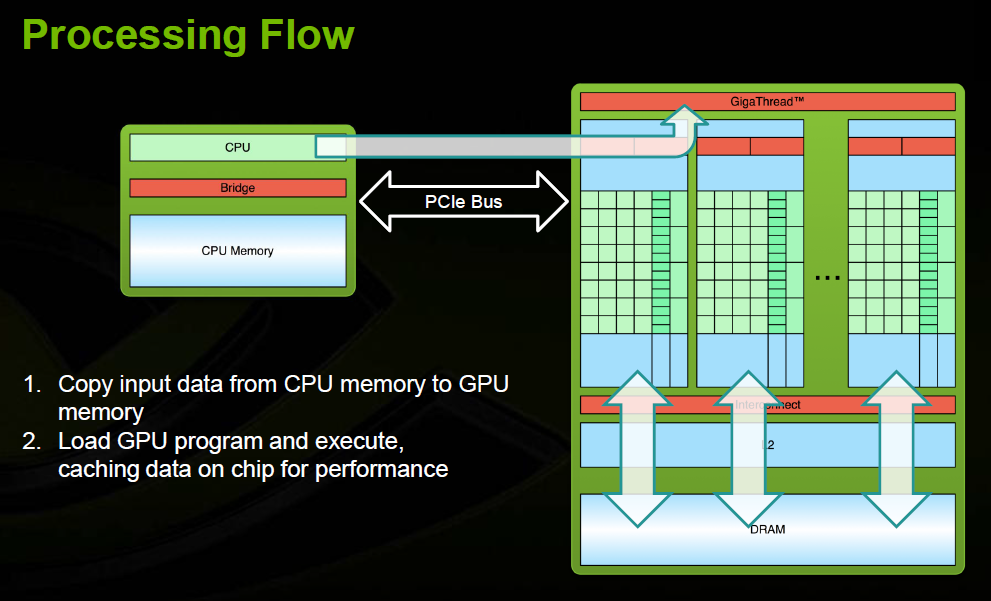 Processing Flow
GigaThread™
CPU
Bridge
PCIe Bus
CPU Memory
...
1. Copy input data from CPU memory to GPU
memory
2. Load GPU program and execute,
caching data on chip for performance
Interconnect
L2
DRAM